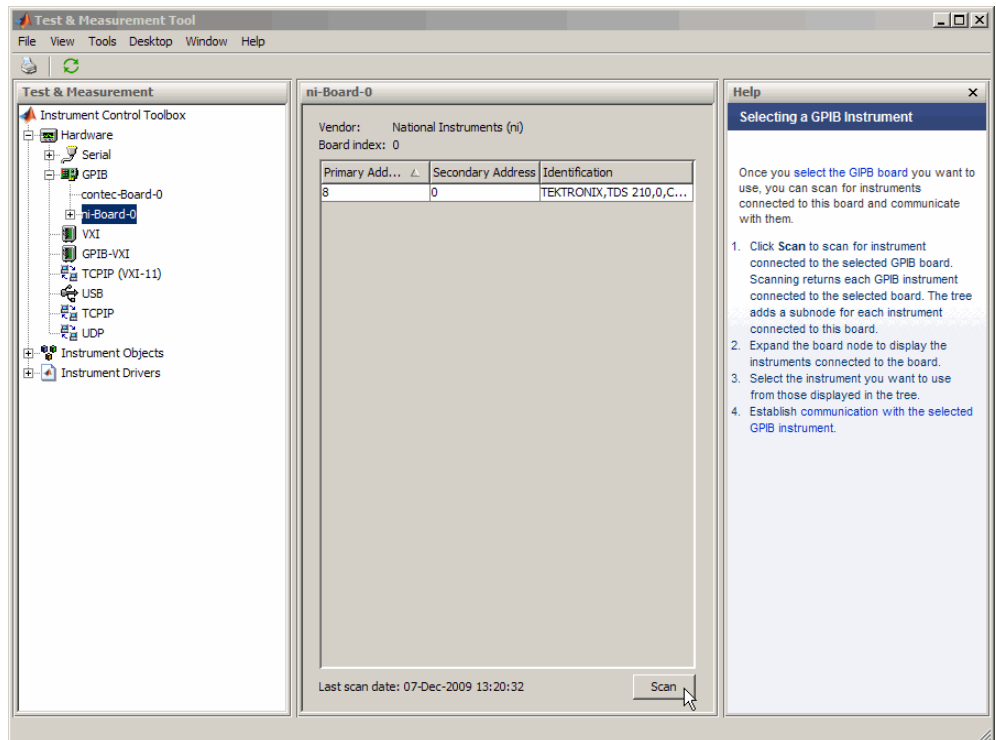 Test & Measurement Tool
File View Tools Desktop Window Help
Test & Measurement
Instrument Control Toolbox
Hardware
Serial
GPIB
contec-Board-0
ni-Board-0
VXI
GPIB-VXI
TCPIP (VXI-11)
USB
TCPIP
UDP
Instrument Objects
Instrument Drivers
ni-Board-0
Vendor: National Instruments (ni)
Board index: 0
Primary Add... Secondary Address Identification
8 0 TEKTRONIX,TDS 210,0,C...
Last scan date: 07-Dec-2009 13:20:32
Scan
Help x
Selecting a GPIB Instrument
Once you select the GIPB board you want to
use, you can scan for instruments
connected to this board and communicate
with them.
1. Click Scan to scan for instrument
connected to the selected GPIB board.
Scanning returns each GPIB instrument
connected to the selected board. The tree
adds a subnode for each instrument
connected to this board.
2. Expand the board node to display the
instruments connected to the board.
3. Select the instrument you want to use
from those displayed in the tree.
4. Establish communication with the selected
GPIB instrument.